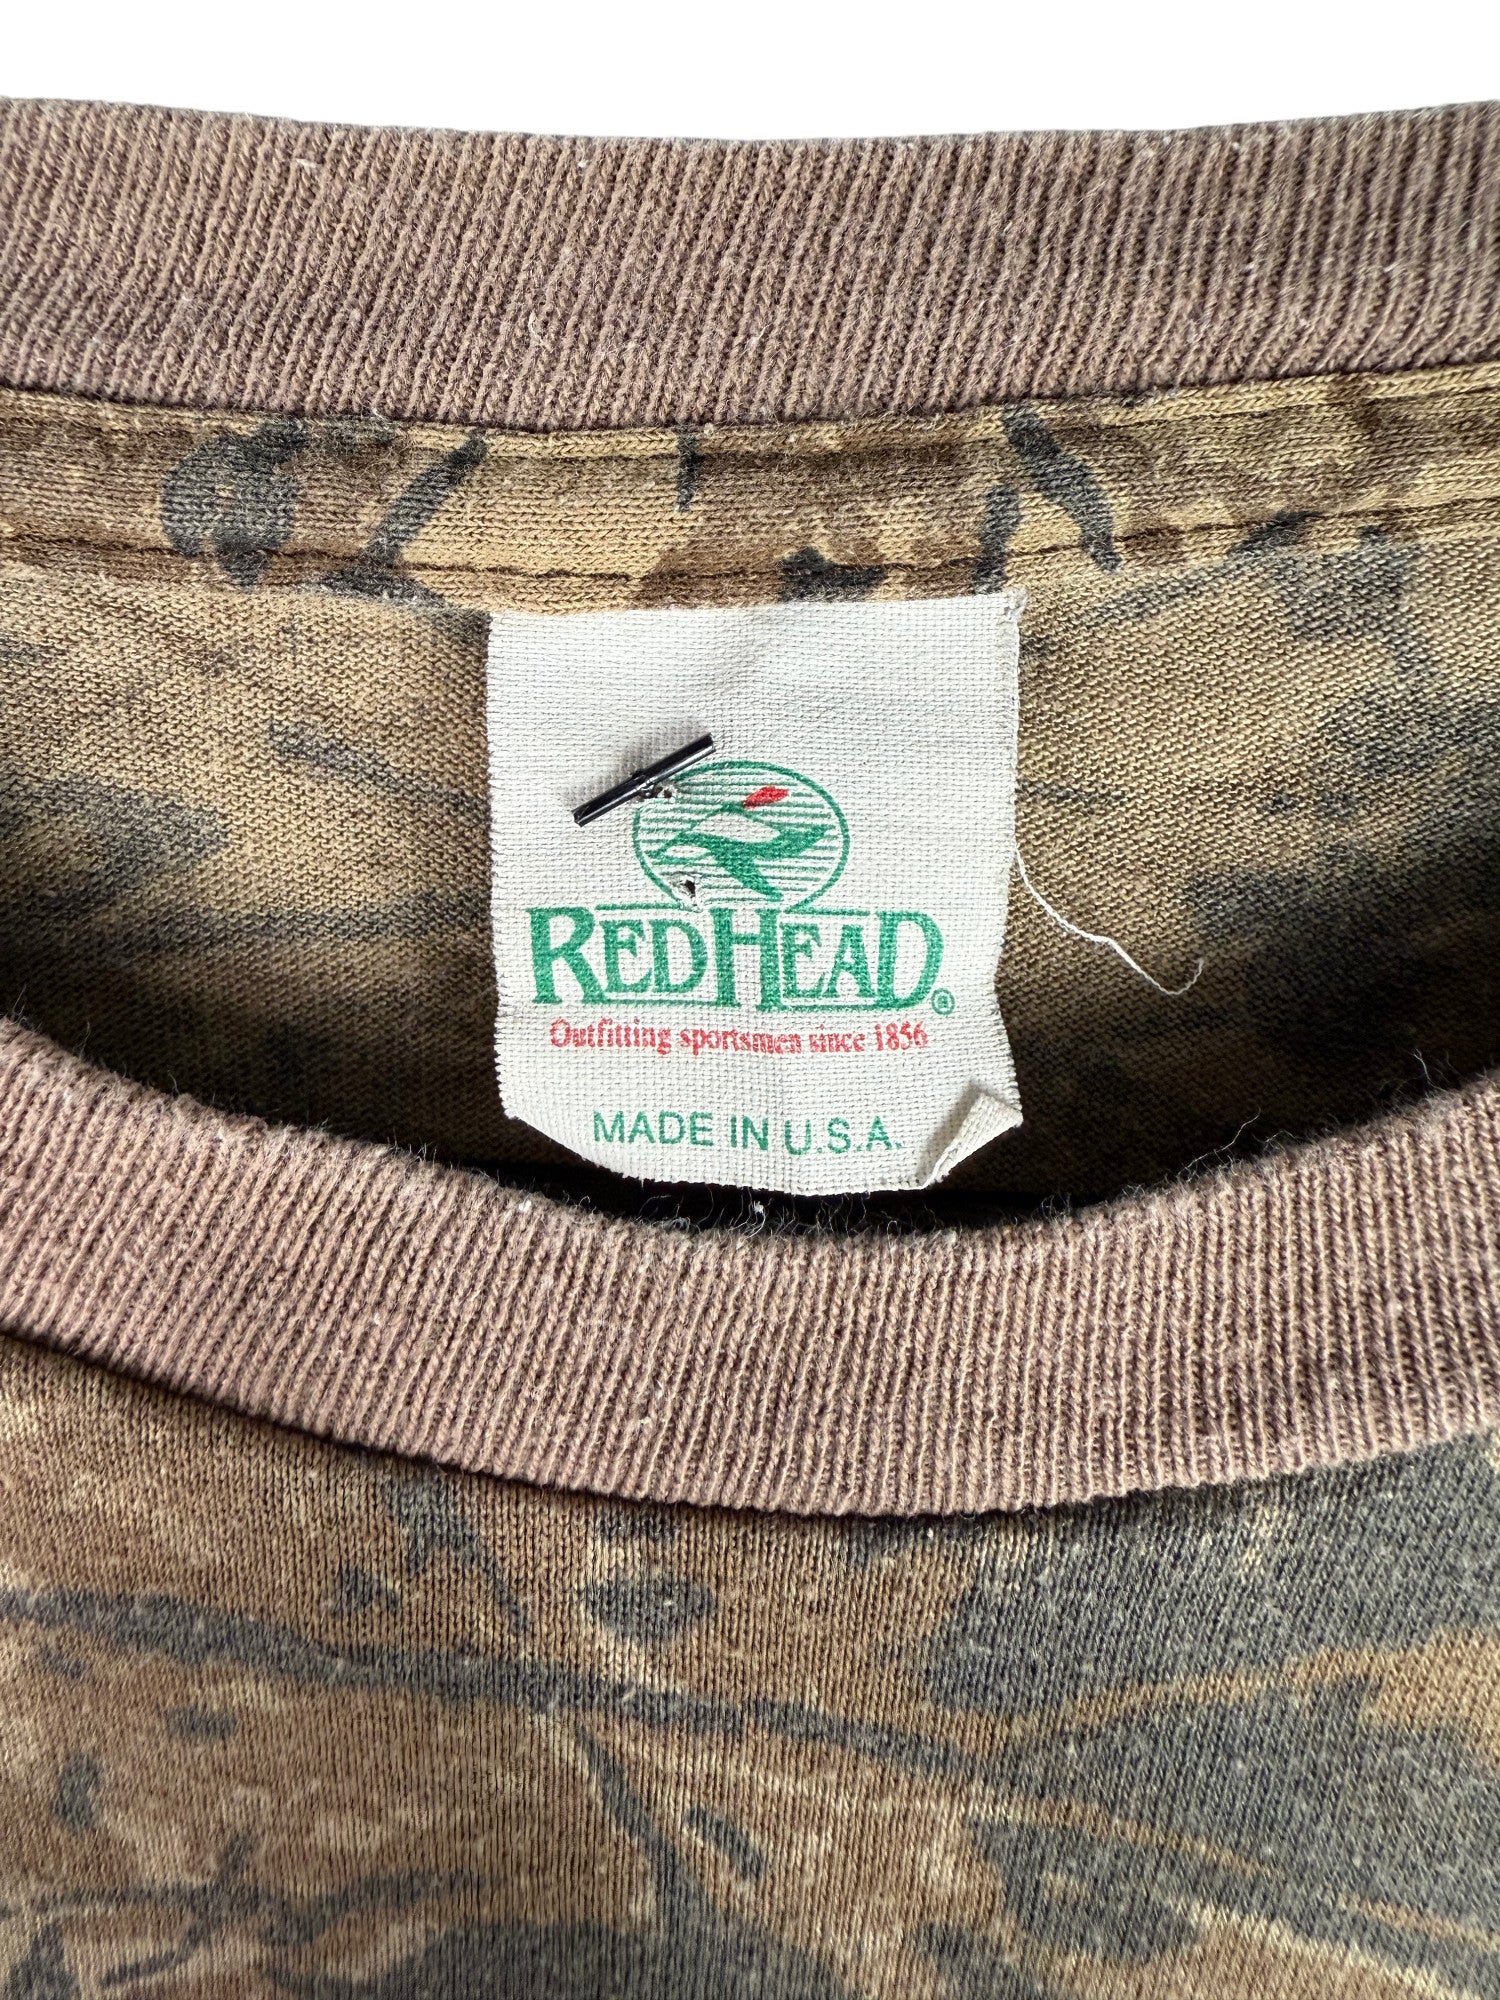 REDHEAD®
Outfitting sportsmen since 1856
MADE IN U.S.A.